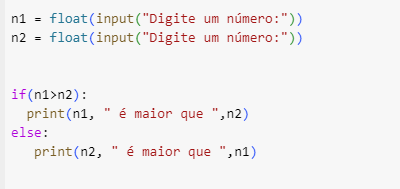 n1 = float(input("Digite um número:"))
n2 = float(input("Digite um número:"))
if(n1>n2):
  print(n1, " é maior que ",n2)
else:
   print(n2, " é maior que ",n1)